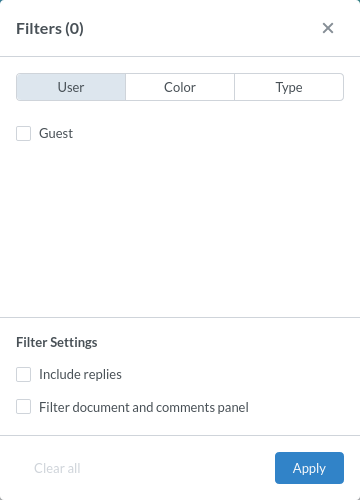 Filters (0)
User Color Type
Guest
Filter Settings
Include replies
Filter document and comments panel
Clear all Apply